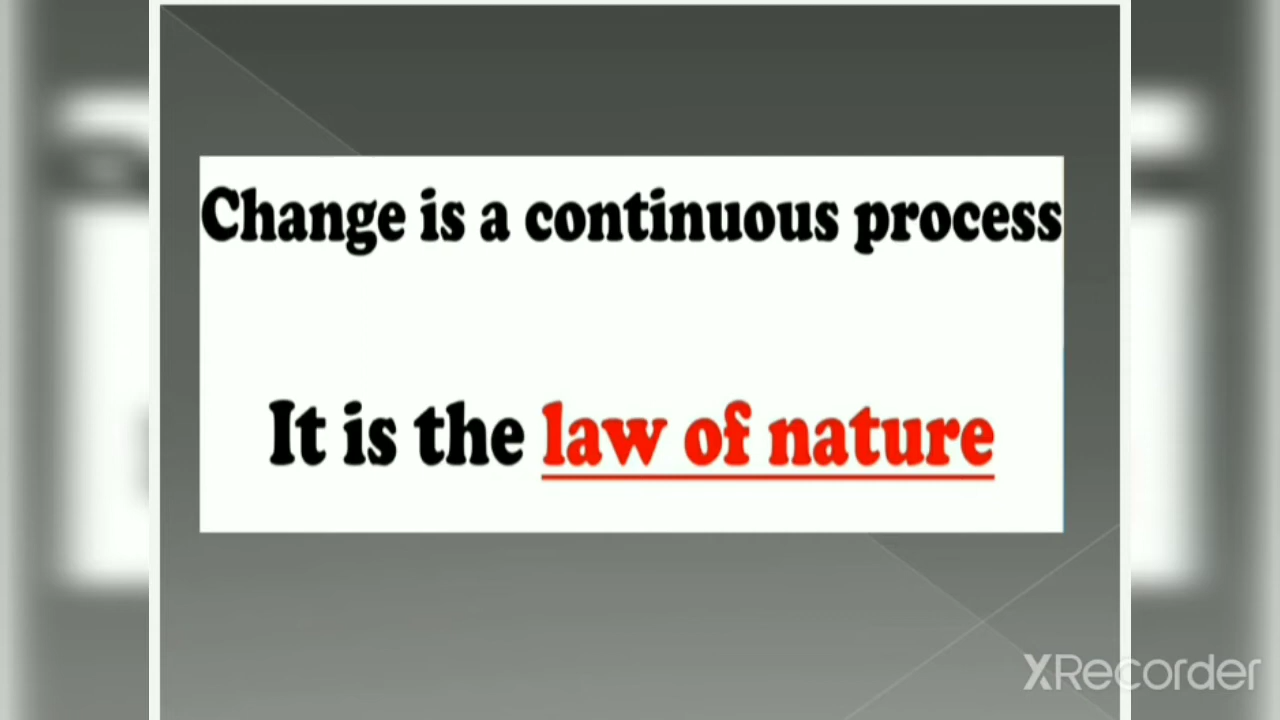 Change is a continuous process
It is the law of nature
XRecorder